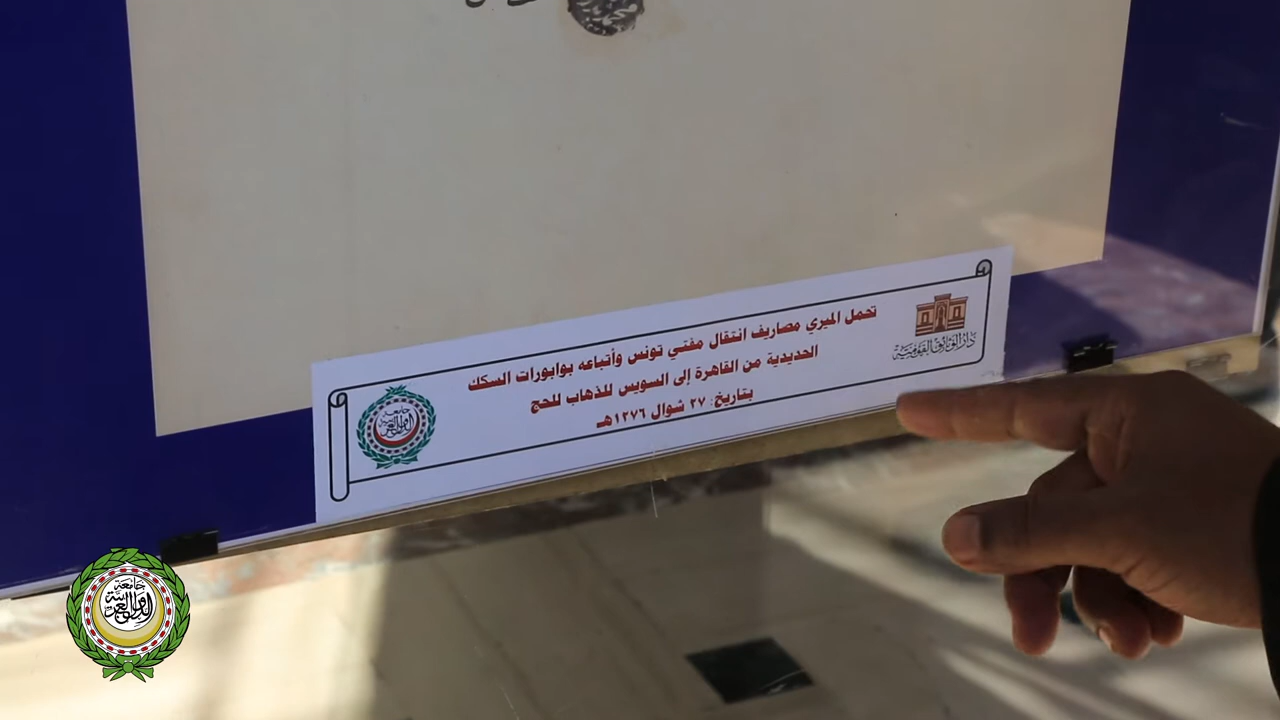 تحمل الميري مصاريف انتقال مفتي تونس وأتباعه بوابورات السكك
الحديدية من القاهرة إلى السويس للذهاب للحج
بتاريخ: ٢٧ شوال ١٢٧٦هـ
دار الوثائق القومية
جامعة الدول العربية
جامعة الدول العربية